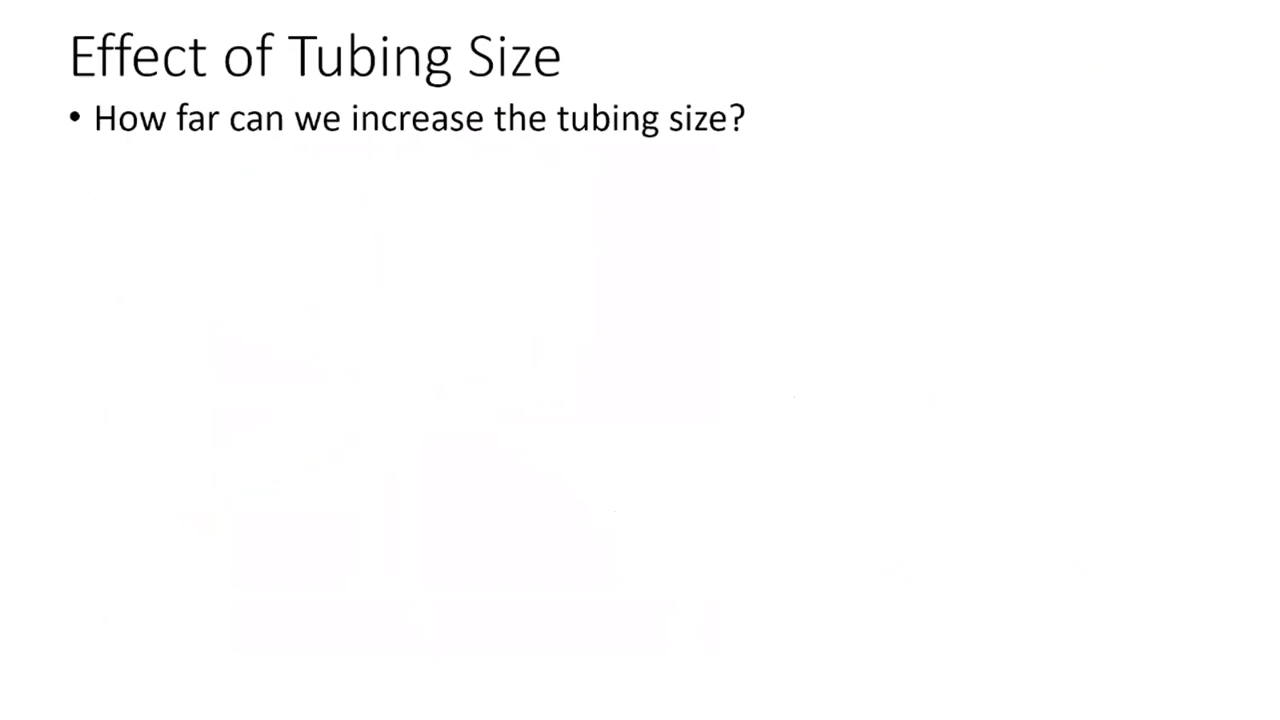 Effect of Tubing Size
• How far can we increase the tubing size?